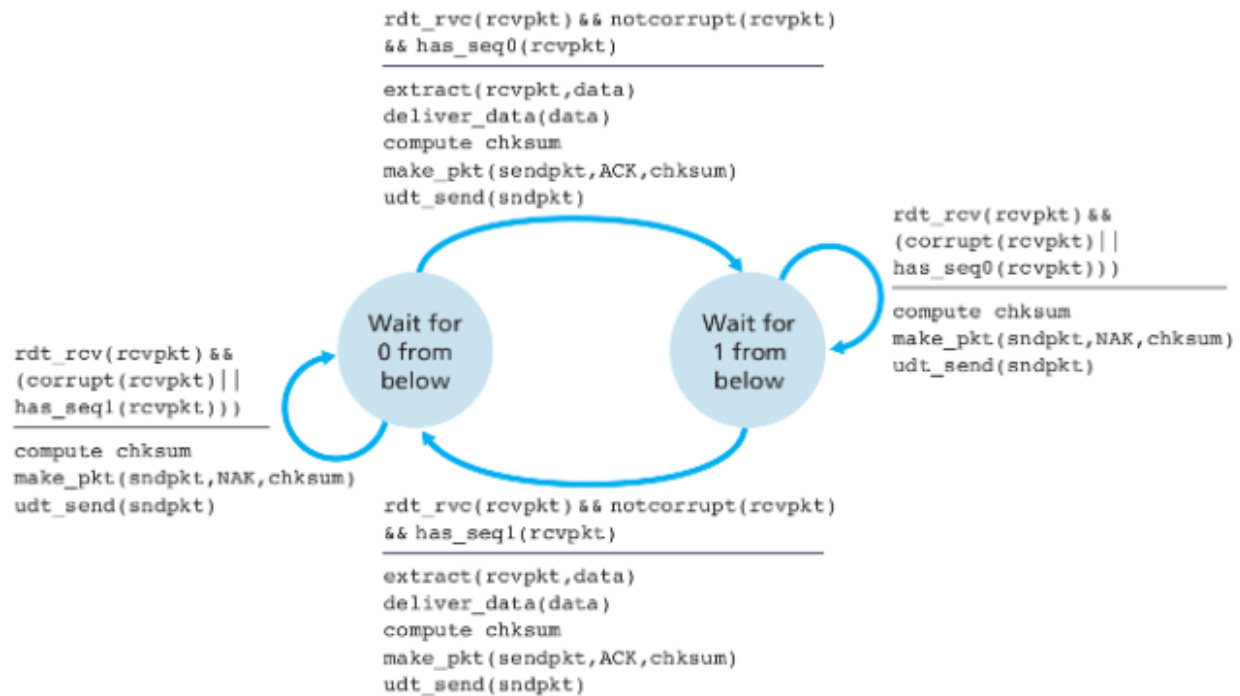 rdt_rvc(rcvpkt) && notcorrupt(rcvpkt)
&& has_seq0(rcvpkt)
extract(rcvpkt,data)
deliver_data(data)
compute chksum
make_pkt(sendpkt,ACK,chksum)
udt_send(sndpkt)
rdt_rcv(rcvpkt) &&
(corrupt(rcvpkt)||
has_seq0(rcvpkt)))
compute chksum
make_pkt(sndpkt,NAK,chksum)
udt_send(sndpkt)
Wait for
0 from
below
Wait for
1 from
below
rdt_rcv(rcvpkt) &&
(corrupt(rcvpkt)||
has_seq1(rcvpkt)))
compute chksum
make_pkt(sndpkt,NAK,chksum)
udt_send(sndpkt)
rdt_rvc(rcvpkt) && notcorrupt(rcvpkt)
&& has_seq1(rcvpkt)
extract(rcvpkt,data)
deliver_data(data)
compute chksum
make_pkt(sendpkt,ACK,chksum)
udt_send(sndpkt)